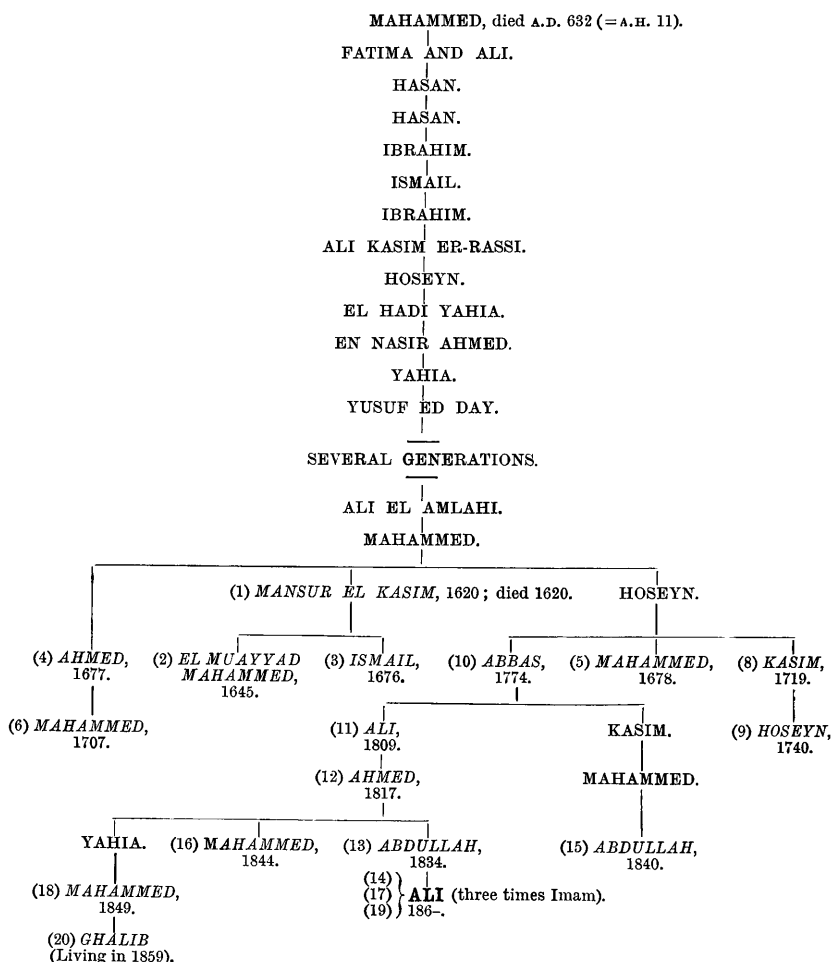 MAHAMMED, died A.D. 632 (=A.H. 11).
FATIMA AND ALI.
HASAN.
HASAN.
IBRAHIM.
ISMAIL.
IBRAHIM.
ALI KASIM ER-RASSI.
HOSEYN.
EL HADI YAHIA.
EN NASIR AHMED.
YAHIA.
YUSUF ED DAY.
SEVERAL GENERATIONS.
ALI EL AMLAHI.
MAHAMMED.
(1) MANSUR EL KASIM, 1620; died 1620.
HOSEYN.
(4) AHMED,
1677.
(2) EL MUAYYAD
MAHAMMED,
1645.
(3) ISMAIL,
1676.
(10) ABBAS,
1774.
(5) MAHAMMED,
1678.
(8) KASIM,
1719.
(6) MAHAMMED,
1707.
(11) ALI,
1809.
KASIM.
(9) HOSEYN,
1740.
(12) AHMED,
1817.
MAHAMMED.
YAHIA.
(16) MAHAMMED,
1844.
(13) ABDULLAH,
1834.
(15) ABDULLAH,
1840.
(18) MAHAMMED,
1849.
(14)
(17) ALI (three times Imam).
(19) 186-.
(20) GHALIB
(Living in 1859).